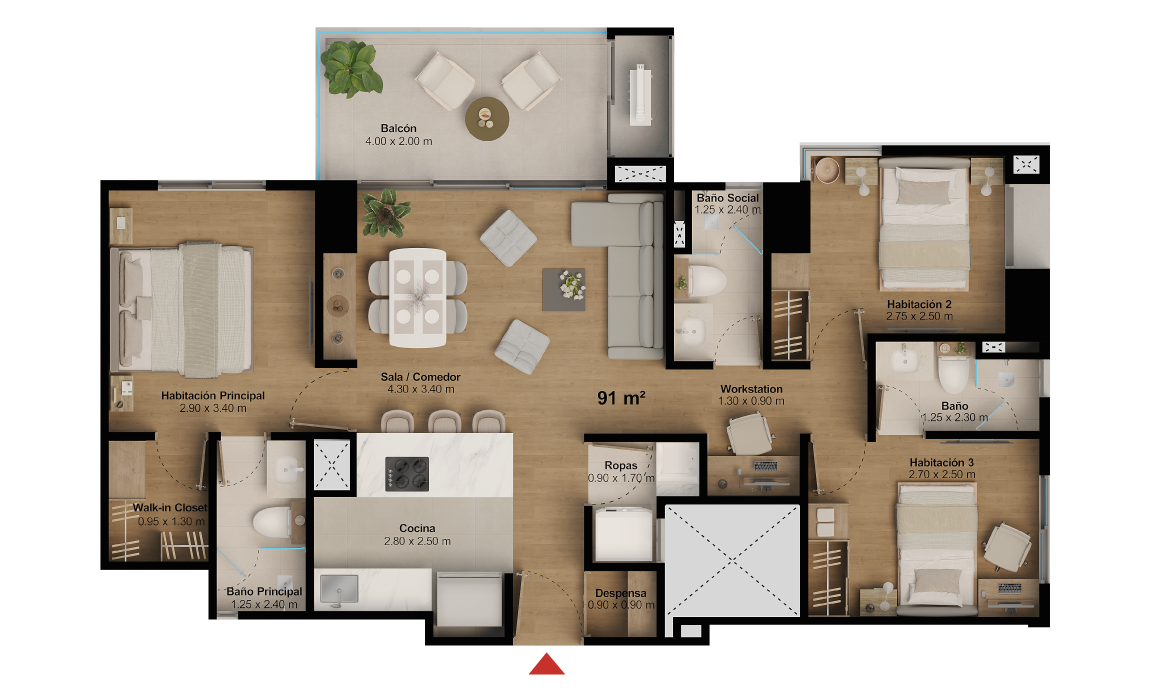 Balcón
4.00 x 2.00 m
Baño Social
1.25 x 2.40 m
Habitación 2
2.75 x 2.50 m
Sala / Comedor
4.30 x 3.40 m
91 m²
Workstation
1.30 x 0.90 m
Habitación Principal
2.90 x 3.40 m
Baño
1.25 x 2.30 m
Ropas
0.90 x 1.70 m
Habitación 3
2.70 x 2.50 m
Walk-in Closet
0.95 x 1.30 m
Cocina
2.80 x 2.50 m
Baño Principal
1.25 x 2.40 m
Despensa
0.90 x 0.90 m